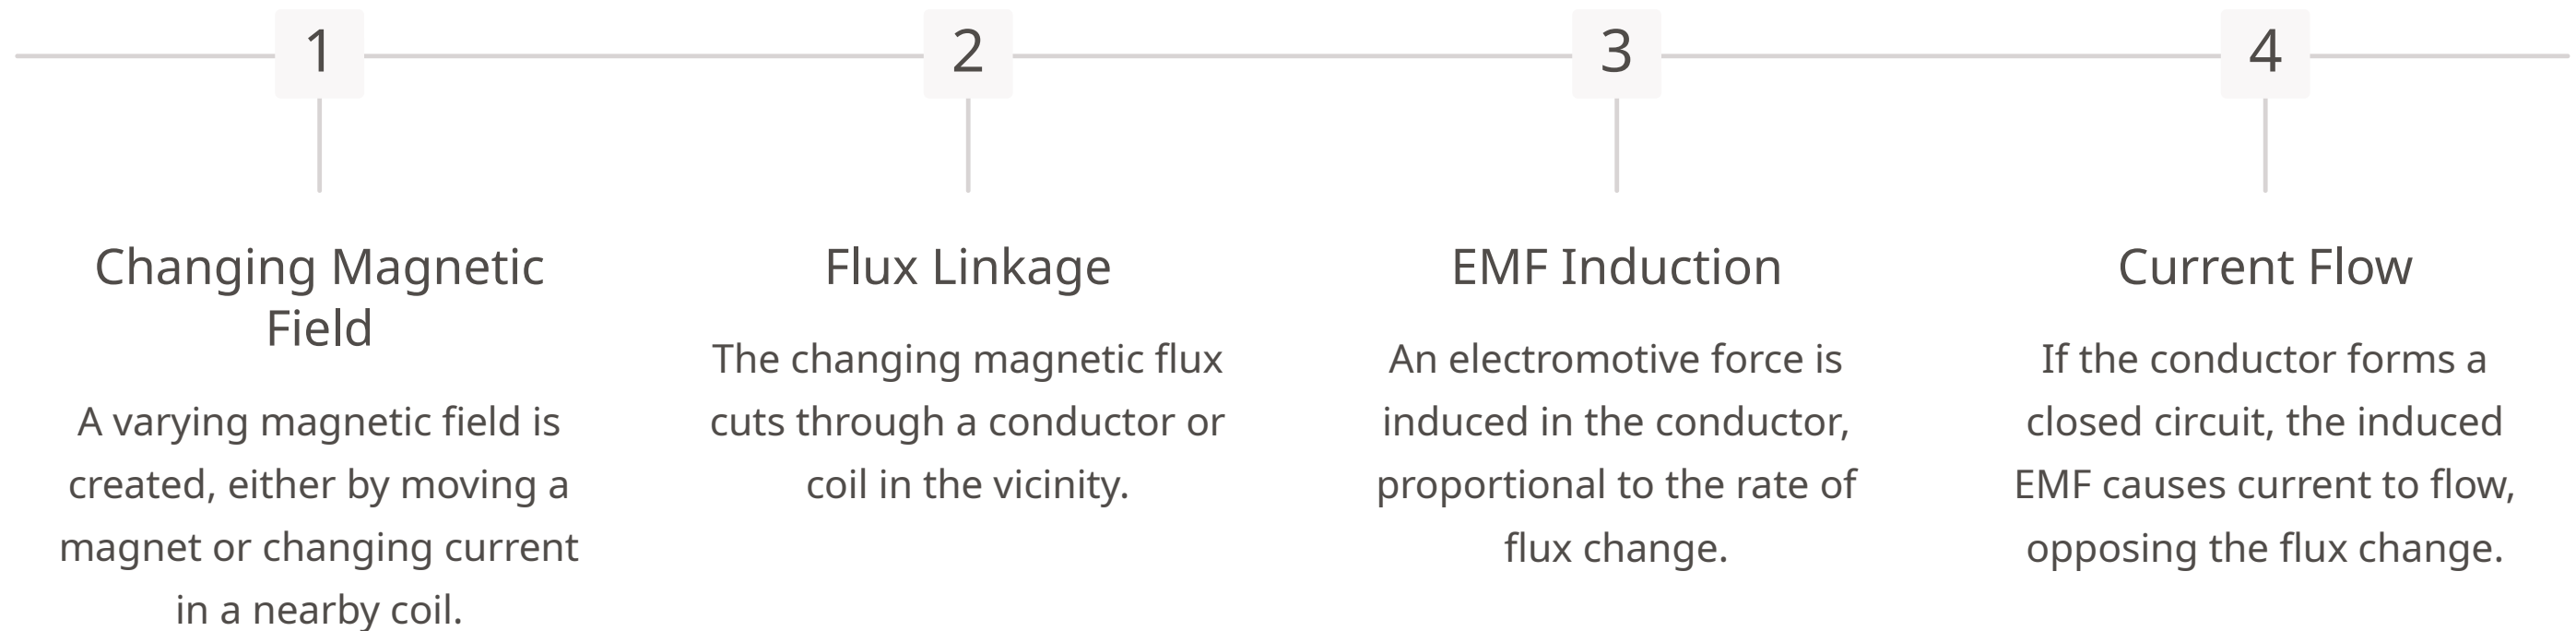 1
2
3
4
Changing Magnetic
Field
A varying magnetic field is
created, either by moving a
magnet or changing current
in a nearby coil.
Flux Linkage
The changing magnetic flux
cuts through a conductor or
coil in the vicinity.
EMF Induction
An electromotive force is
induced in the conductor,
proportional to the rate of
flux change.
Current Flow
If the conductor forms a
closed circuit, the induced
EMF causes current to flow,
opposing the flux change.